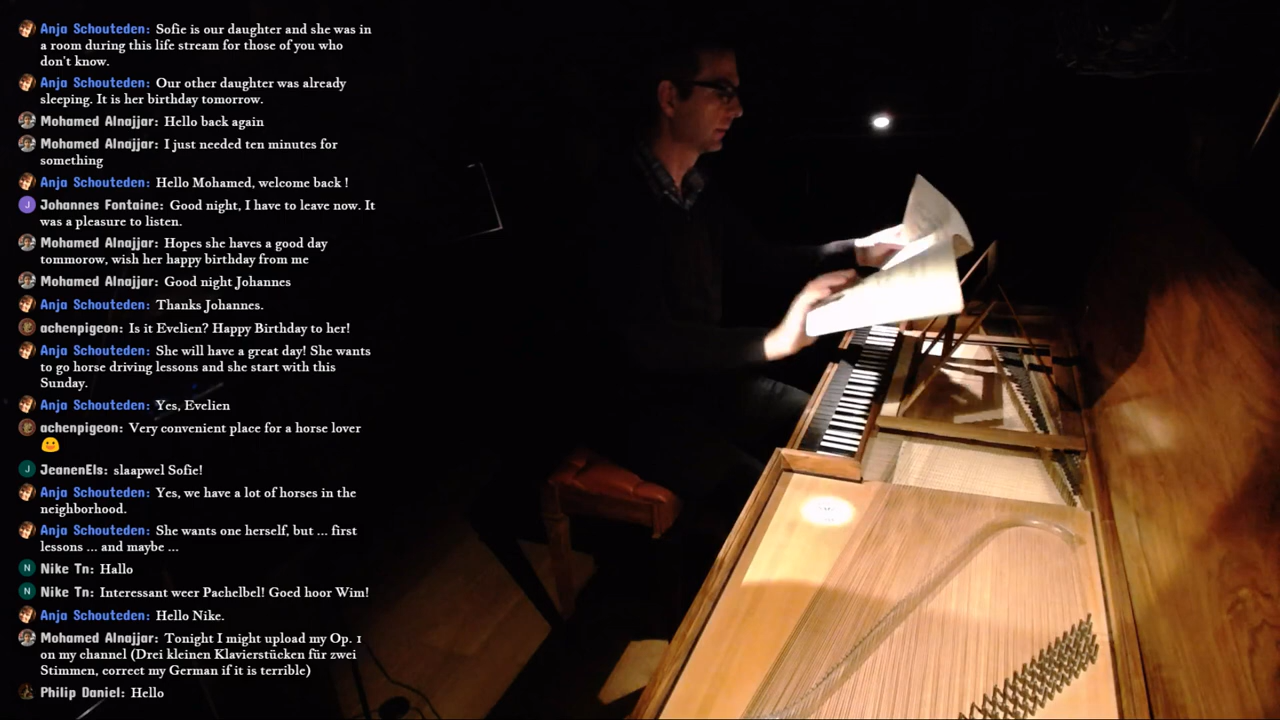 Anja Schouteden: Sofie is our daughter and she was in
a room during this life stream for those of you who
don't know.
Anja Schouteden: Our other daughter was already
sleeping. It is her birthday tomorrow.
Mohamed Alnajjar: Hello back again
Mohamed Alnajjar: I just needed ten minutes for
something
Anja Schouteden: Hello Mohamed, welcome back !
J Johannes Fontaine: Good night, I have to leave now. It
was a pleasure to listen.
Mohamed Alnajjar: Hopes she haves a good day
tommorow, wish her happy birthday from me
Mohamed Alnajjar: Good night Johannes
Anja Schouteden: Thanks Johannes.
achenpigeon: Is it Evelien? Happy Birthday to her!
Anja Schouteden: She will have a great day! She wants
to go horse driving lessons and she start with this
Sunday.
Anja Schouteden: Yes, Evelien
achenpigeon: Very convenient place for a horse lover
🙂
J JeanenEls: slaapwel Sofie!
Anja Schouteden: Yes, we have a lot of horses in the
neighborhood.
Anja Schouteden: She wants one herself, but ... first
lessons ... and maybe ...
N Nike Tn: Hallo
N Nike Tn: Interessant weer Pachelbel! Goed hoor Wim!
Anja Schouteden: Hello Nike.
Mohamed Alnajjar: Tonight I might upload my Op. 1
on my channel (Drei kleinen Klavierstücken für zwei
Stimmen, correct my German if it is terrible)
Philip Daniel: Hello